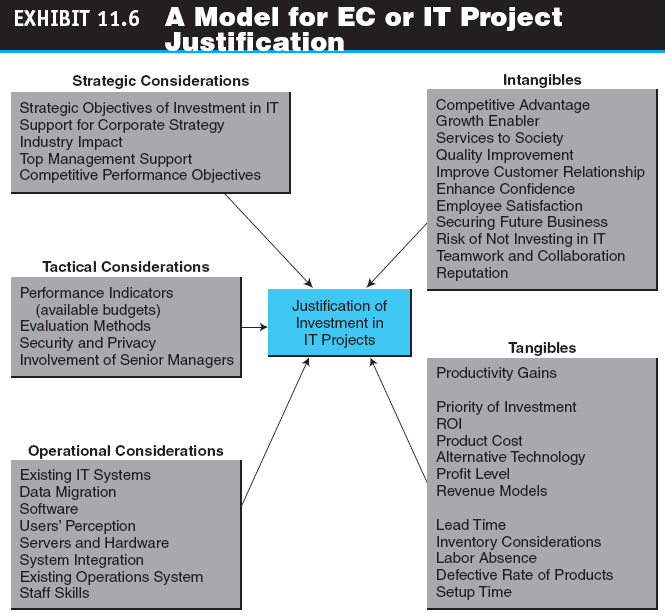 EXHIBIT 11.6
A Model for EC or IT Project
Justification
Strategic Considerations
Strategic Objectives of Investment in IT
Support for Corporate Strategy
Industry Impact
Top Management Support
Competitive Performance Objectives
Tactical Considerations
Performance Indicators
(available budgets)
Evaluation Methods
Security and Privacy
Involvement of Senior Managers
Operational Considerations
Existing IT Systems
Data Migration
Software
Users' Perception
Servers and Hardware
System Integration
Existing Operations System
Staff Skills
Justification of
Investment in
IT Projects
Intangibles
Competitive Advantage
Growth Enabler
Services to Society
Quality Improvement
Improve Customer Relationship
Enhance Confidence
Employee Satisfaction
Securing Future Business
Risk of Not Investing in IT
Teamwork and Collaboration
Reputation
Tangibles
Productivity Gains
Priority of Investment
ROI
Product Cost
Alternative Technology
Profit Level
Revenue Models
Lead Time
Inventory Considerations
Labor Absence
Defective Rate of Products
Setup Time